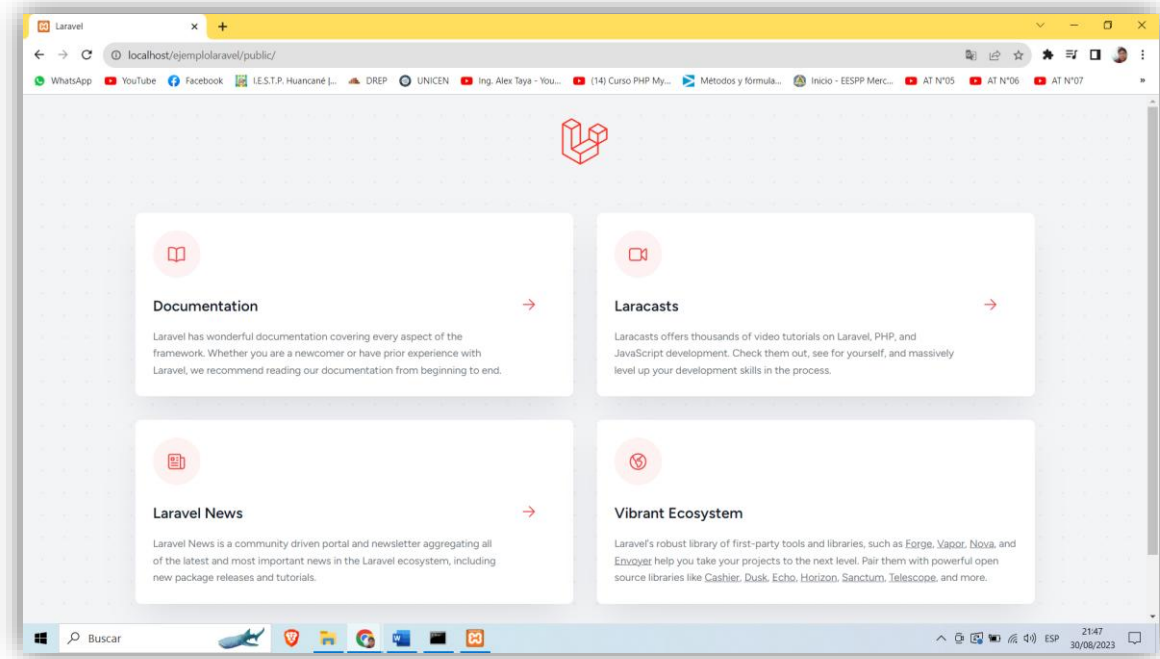 Laravel
localhost/ejemplolaravel/public/
WhatsApp YouTube Facebook I.E.S.T.P. Huancané |... DREP UNICEN Ing. Alex Taya - You... (14) Curso PHP My... Métodos y fórmula... Inicio - EESPP Merc... AT N°05 AT N°06 AT N°07 »
Documentation
Laravel has wonderful documentation covering every aspect of the
framework. Whether you are a newcomer or have prior experience with
Laravel, we recommend reading our documentation from beginning to end.
Laracasts
Laracasts offers thousands of video tutorials on Laravel, PHP, and
JavaScript development. Check them out, see for yourself, and massively
level up your development skills in the process.
Laravel News
Laravel News is a community driven portal and newsletter aggregating all
of the latest and most important news in the Laravel ecosystem, including
new package releases and tutorials.
Vibrant Ecosystem
Laravel's robust library of first-party tools and libraries, such as Forge, Vapor, Nova, and
Envoyer help you take your projects to the next level. Pair them with powerful open
source libraries like Cashier, Dusk, Echo, Horizon, Sanctum, Telescope, and more.
Buscar
ESP
21:47
30/08/2023